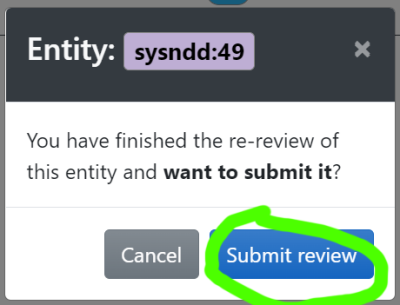 Entity: sysndd:49 ×
You have finished the re-review of
this entity and want to submit it?
Cancel Submit review